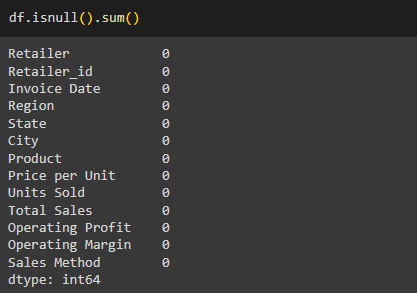 df.isnull().sum()
Retailer 0
Retailer_id 0
Invoice Date 0
Region 0
State 0
City 0
Product 0
Price per Unit 0
Units Sold 0
Total Sales 0
Operating Profit 0
Operating Margin 0
Sales Method 0
dtype: int64